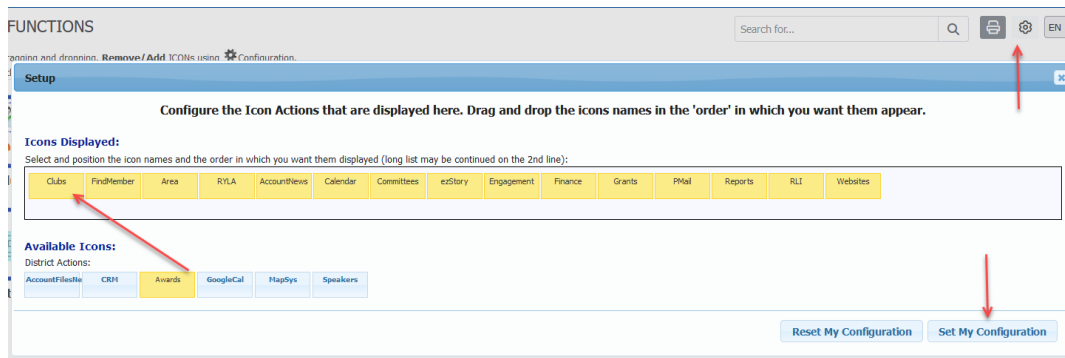 FUNCTIONS
Search for...
EN
ragging and dropping. Remove/Add ICONs using Configuration.
Setup
Configure the Icon Actions that are displayed here. Drag and drop the icons names in the 'order' in which you want them appear.
Icons Displayed:
Select and position the icon names and the order in which you want them displayed (long list may be continued on the 2nd line):
Clubs FindMember Area RYLA AccountNews Calendar Committees ezStory Engagement Finance Grants PMail Reports RLI Websites
Available Icons:
District Actions:
AccountFilesNe CRM Awards GoogleCal MapSys Speakers
Reset My Configuration Set My Configuration